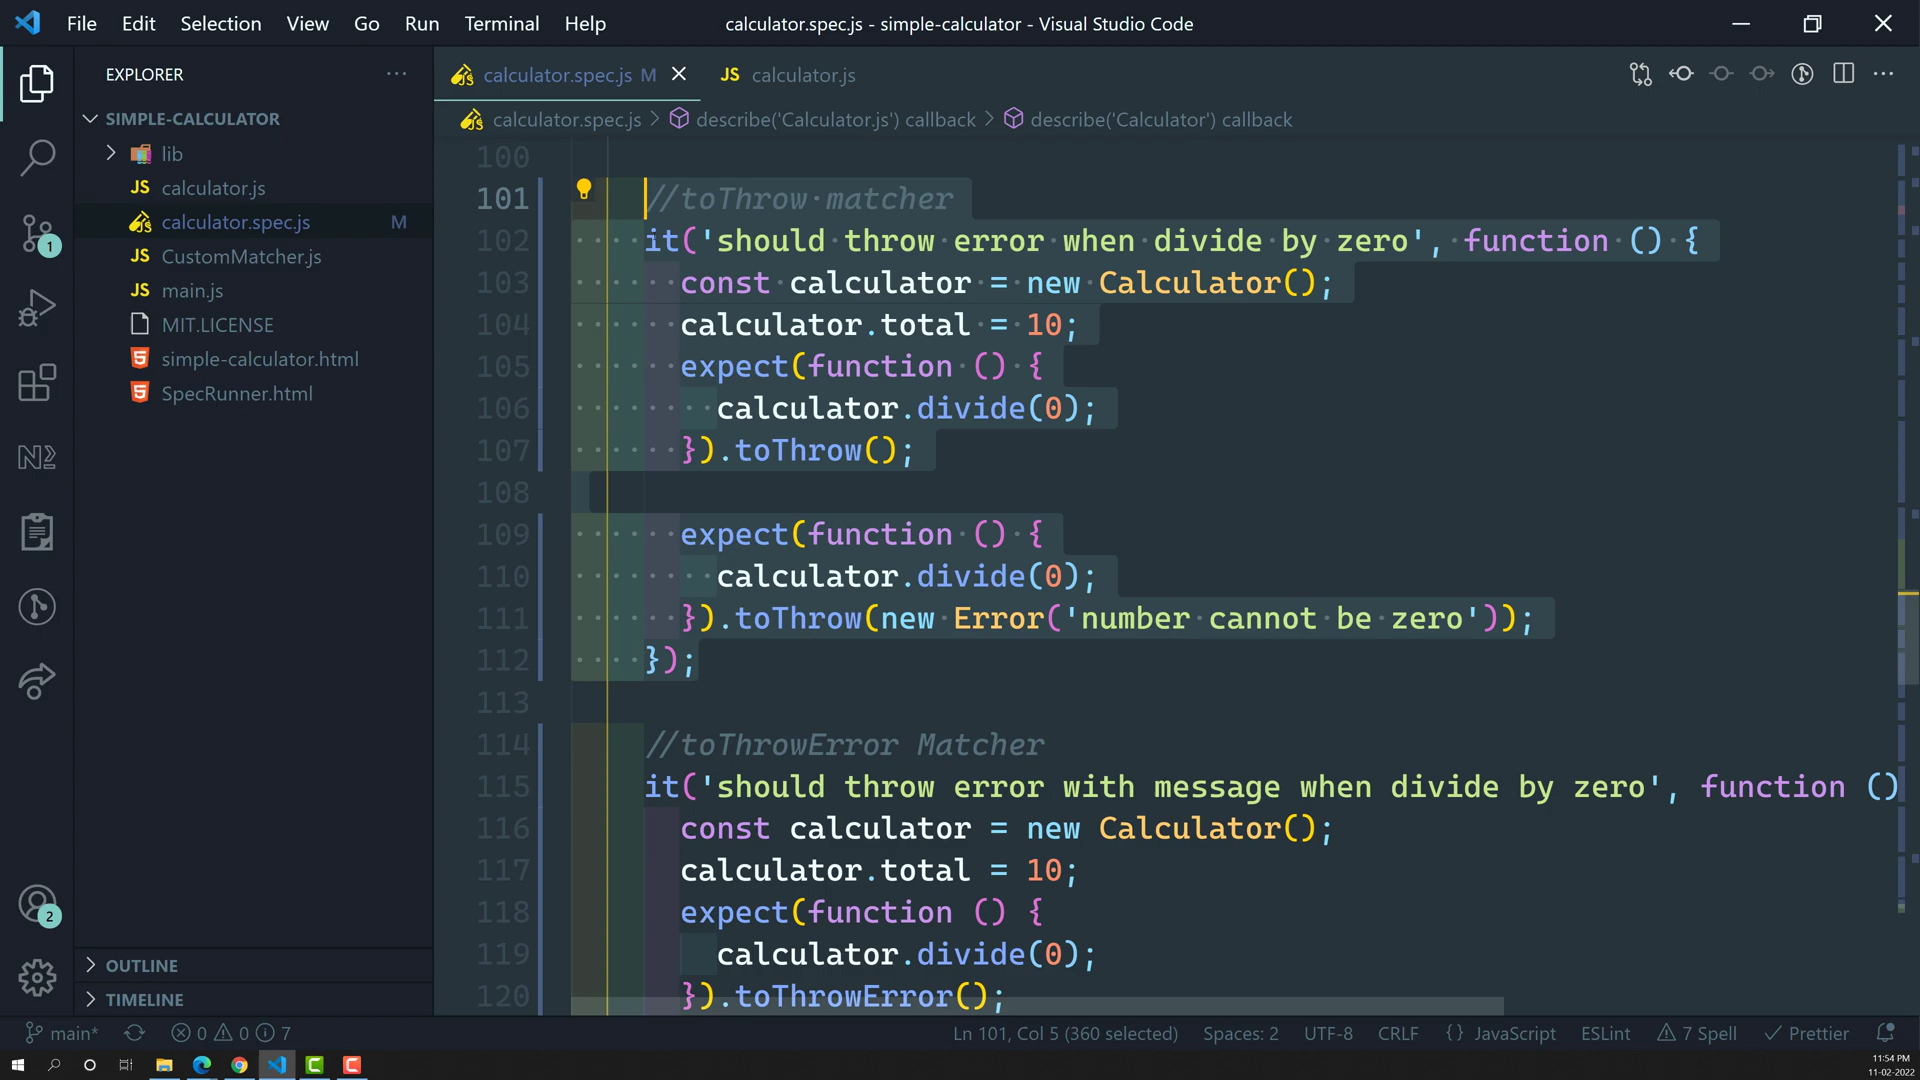 File Edit Selection View Go Run Terminal Help
calculator.spec.js - simple-calculator - Visual Studio Code
EXPLORER
SIMPLE-CALCULATOR
lib
JS calculator.js
calculator.spec.js M
JS CustomMatcher.js
JS main.js
MIT.LICENSE
simple-calculator.html
SpecRunner.html
OUTLINE
TIMELINE
1
2
calculator.spec.js M
JS calculator.js
calculator.spec.js > describe('Calculator.js') callback > describe('Calculator') callback
100
101 //toThrow·matcher
102 ····it('should·throw·error·when·divide·by·zero',·function·()·{
103 ······const·calculator·=·new·Calculator();
104 ······calculator.total·=·10;
105 ······expect(function·()·{
106 ········calculator.divide(0);
107 ······}).toThrow();
108
109 ······expect(function·()·{
110 ········calculator.divide(0);
111 ······}).toThrow(new·Error('number·cannot·be·zero'));
112 ····});
113
114 //toThrowError Matcher
115 it('should throw error with message when divide by zero', function ()
116 const calculator = new Calculator();
117 calculator.total = 10;
118 expect(function () {
119 calculator.divide(0);
120 }).toThrowError();
main* 0 0 7
Ln 101, Col 5 (360 selected) Spaces: 2 UTF-8 CRLF {} JavaScript ESLint 7 Spell Prettier
11:54 PM
11-02-2022